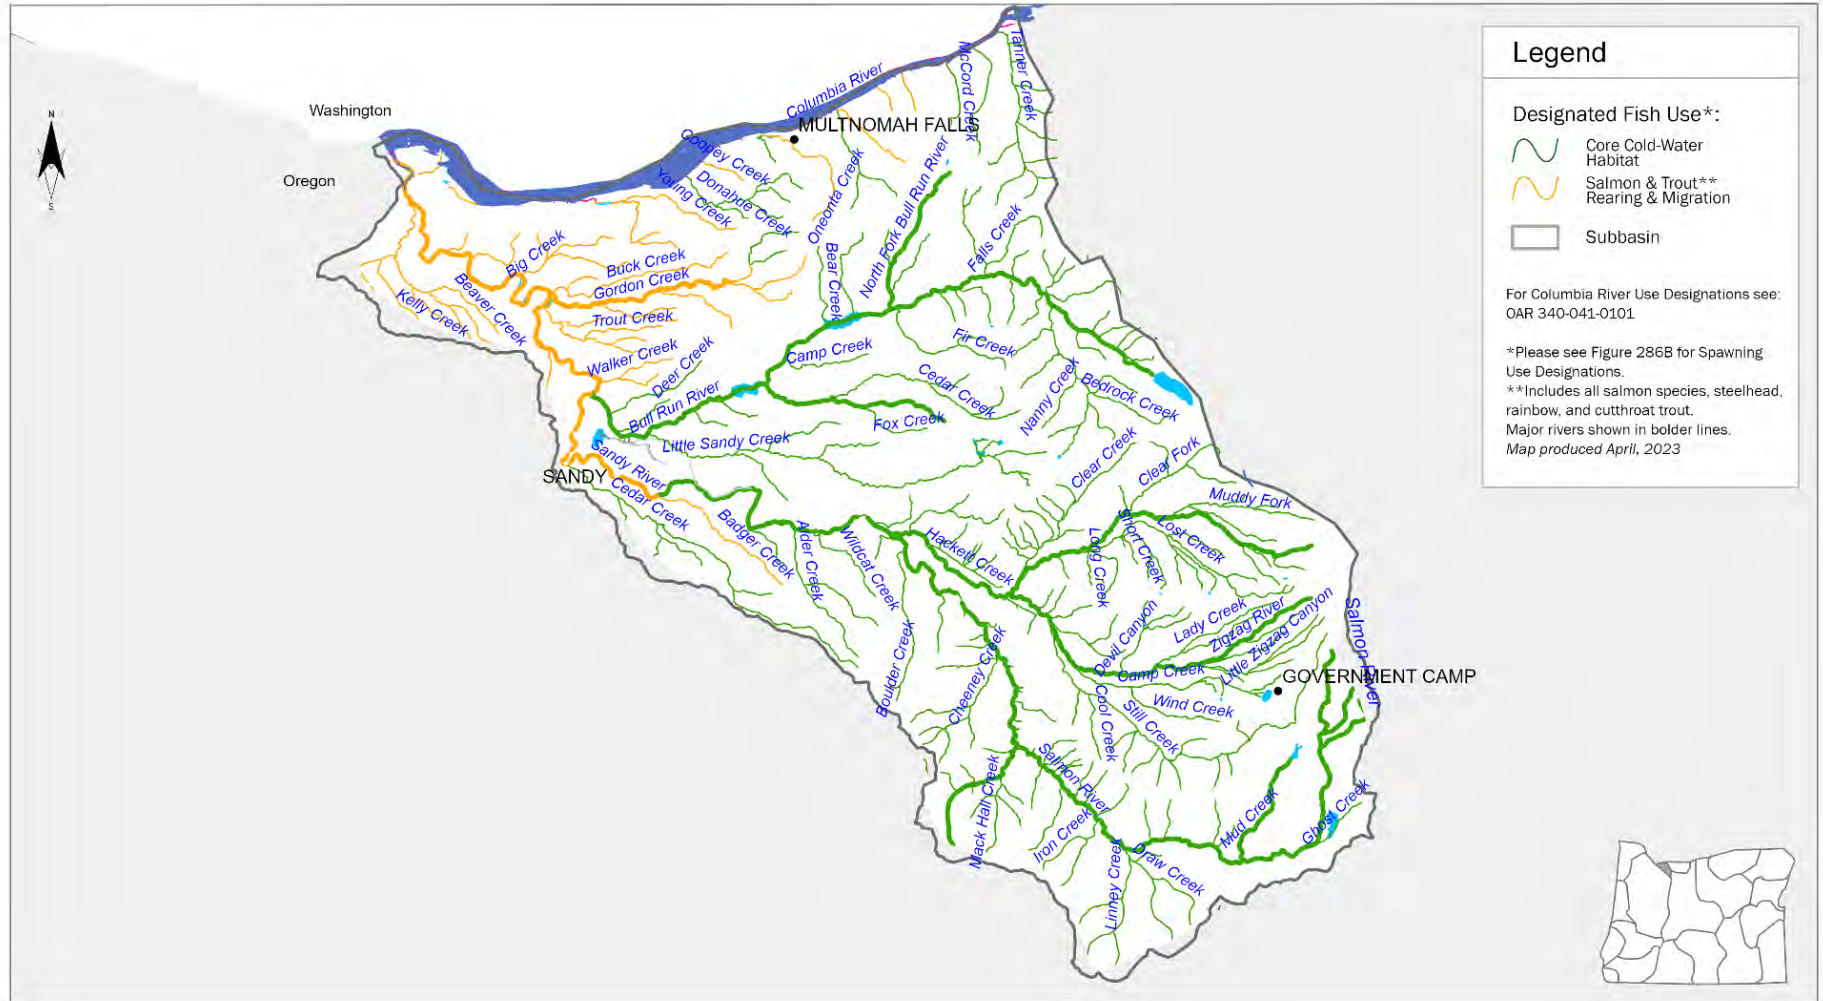 Washington
Oregon
N
S
Columbia River
MULTNOMAH FALLS
McCord Creek
Tanner Creek
Coopey Creek
Donahue Creek
Young Creek
Oneonta Creek
North Fork Bull Run River
Bear Creek
Falls Creek
Big Creek
Buck Creek
Gordon Creek
Beaver Creek
Kelly Creek
Trout Creek
Walker Creek
Deer Creek
Camp Creek
Fir Creek
Cedar Creek
Nanny Creek
Bedrock Creek
Bull Run River
Fox Creek
Little Sandy Creek
Clear Creek
Clear Fork
Muddy Fork
Sandy River
SANDY
Cedar Creek
Badger Creek
Alder Creek
Wildcat Creek
Hackett Creek
Long Creek
Short Creek
Lost Creek
Boulder Creek
Cheeney Creek
Devil Canyon
Lady Creek
Zigzag River
Little Zigzag Canyon
Camp Creek
Salmon River
GOVERNMENT CAMP
Wind Creek
Still Creek
Cool Creek
Salmon River
Mack Hall Creek
Iron Creek
Linney Creek
Draw Creek
Mud Creek
Ghost Creek
Legend
Designated Fish Use*:
Core Cold-Water
Habitat
Salmon & Trout**
Rearing & Migration
Subbasin
For Columbia River Use Designations see:
OAR 340-041-0101
*Please see Figure 286B for Spawning
Use Designations.
**Includes all salmon species, steelhead,
rainbow, and cutthroat trout.
Major rivers shown in bolder lines.
Map produced April, 2023